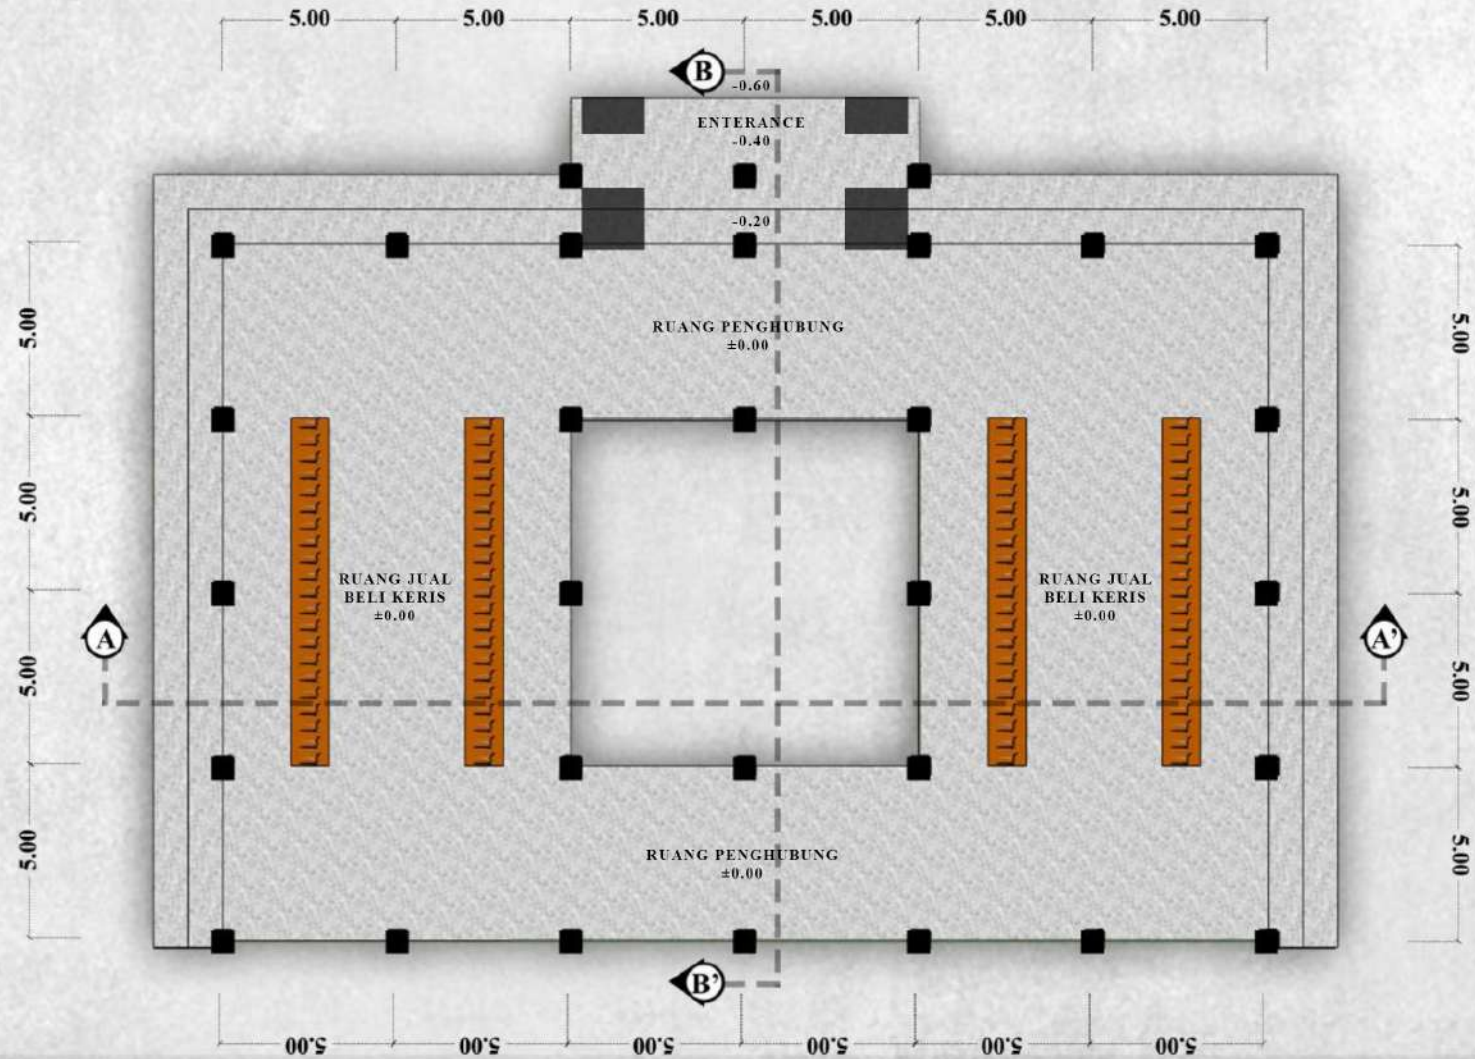 5.00 5.00 5.00 5.00 5.00 5.00
B
-0.60
ENTERANCE
-0.40
-0.20
5.00 5.00
RUANG PENGHUBUNG
±0.00
5.00 5.00
RUANG JUAL RUANG JUAL
BELI KERIS BELI KERIS
±0.00 ±0.00
A A'
5.00 5.00
RUANG PENGHUBUNG
±0.00
5.00 5.00
B'
5.00 5.00 5.00 5.00 5.00 5.00